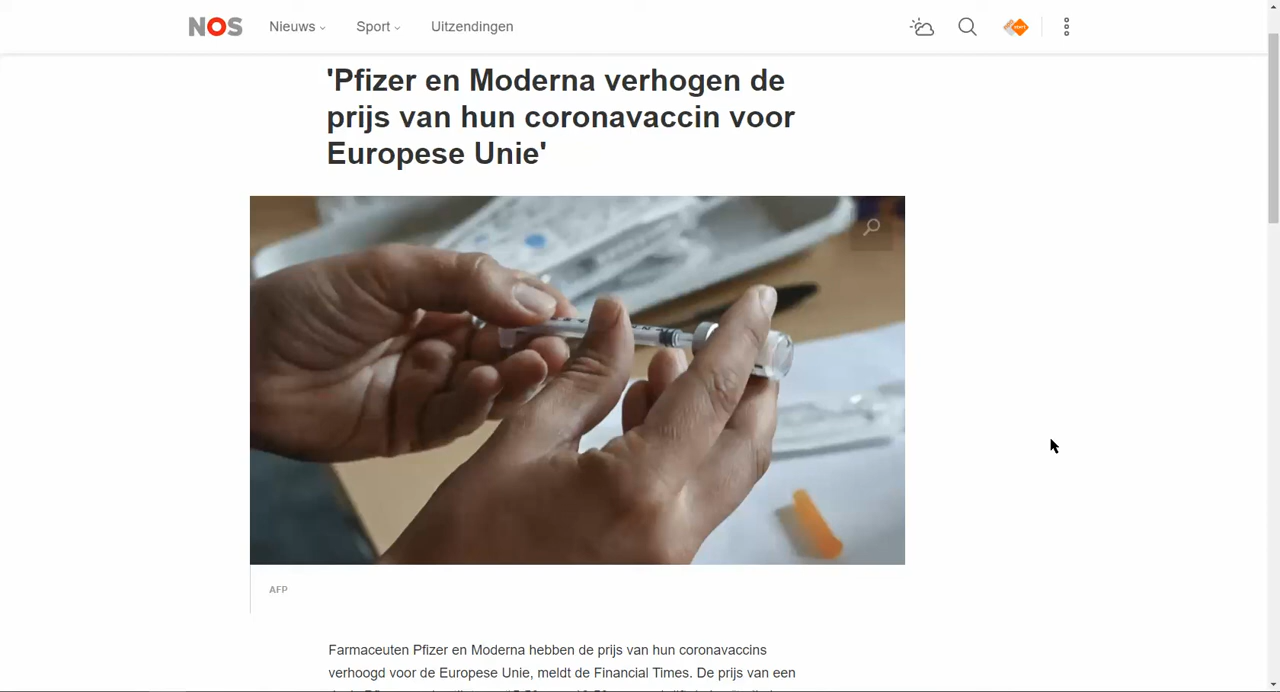 NOS Nieuws Sport Uitzendingen
'Pfizer en Moderna verhogen de
prijs van hun coronavaccin voor
Europese Unie'
AFP
Farmaceuten Pfizer en Moderna hebben de prijs van hun coronavaccins
verhoogd voor de Europese Unie, meldt de Financial Times. De prijs van een